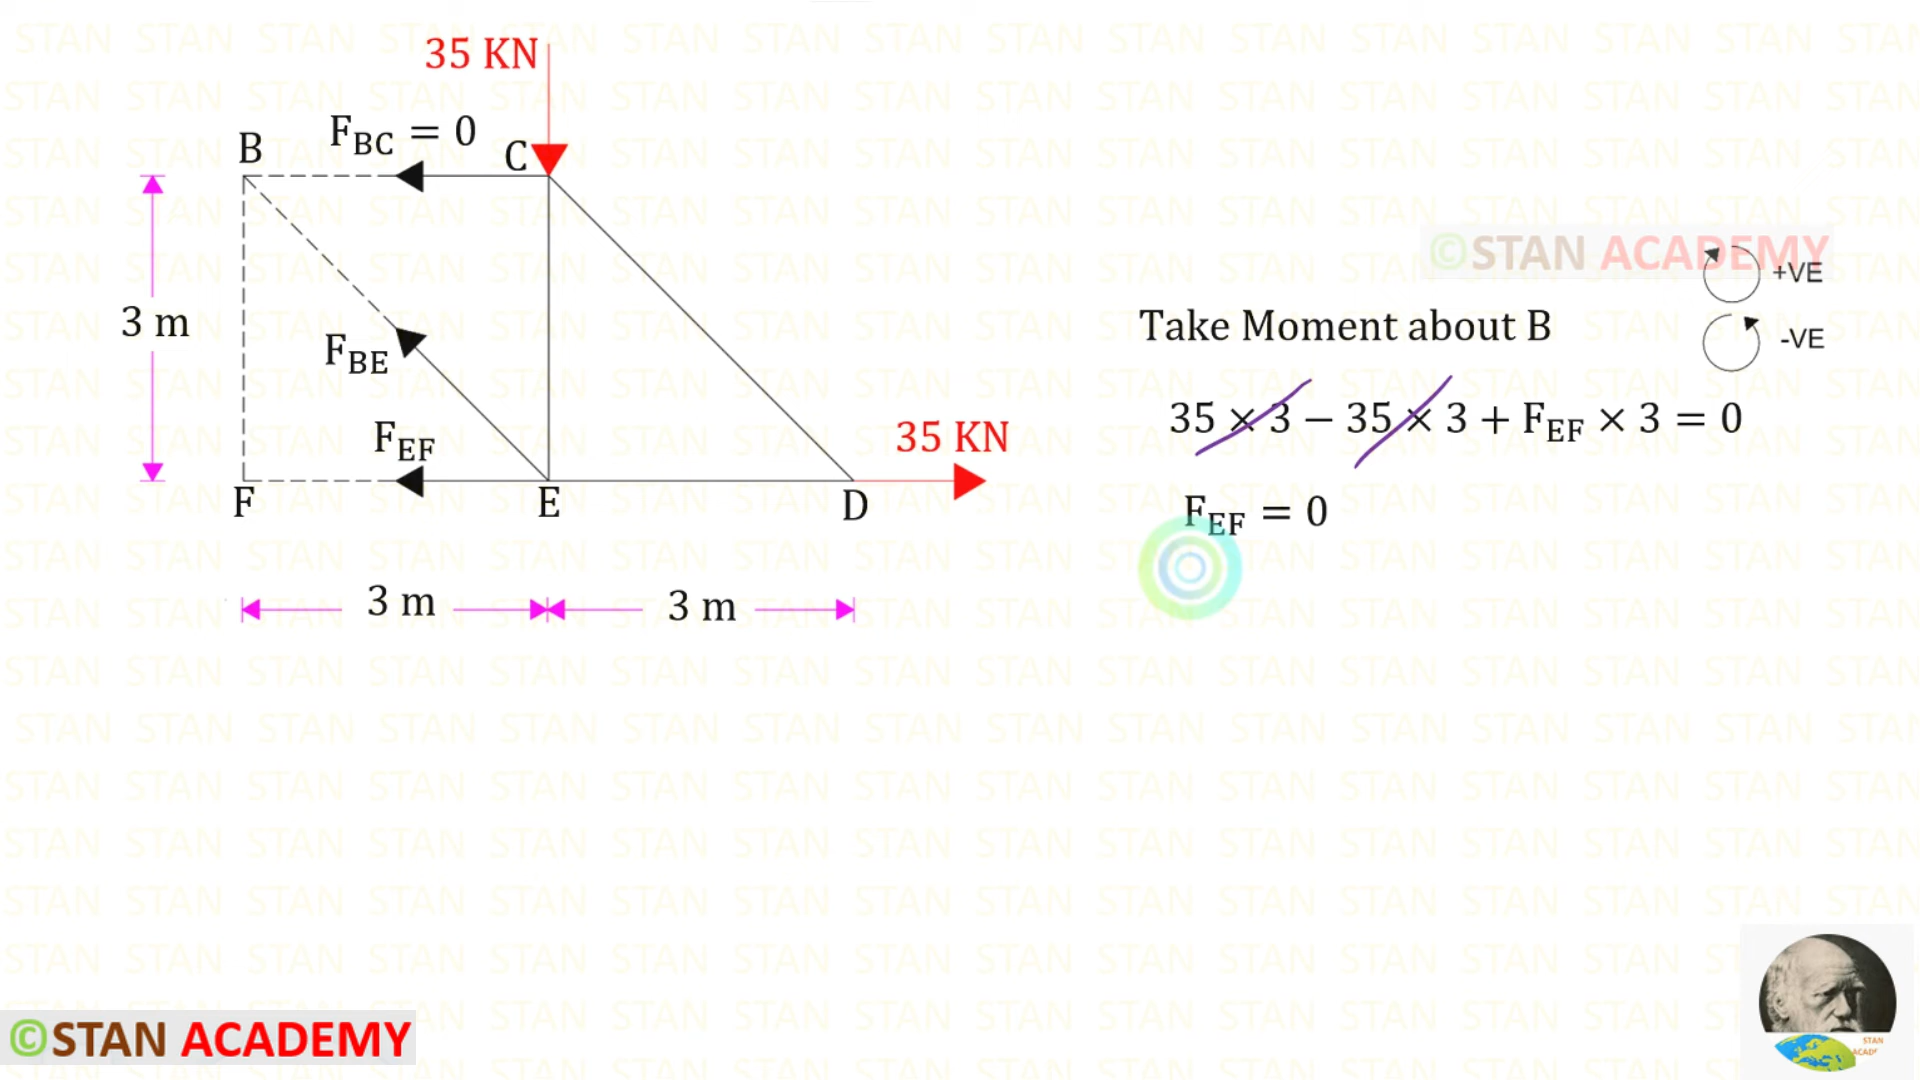 35 KN
F_BC = 0
B
C
3 m
F_BE
F_EF
35 KN
F
E
D
3 m
3 m
©STAN ACADEMY
+VE
-VE
Take Moment about B
35 × 3 − 35 × 3 + F_EF × 3 = 0
F_EF = 0
©STAN ACADEMY
STAN